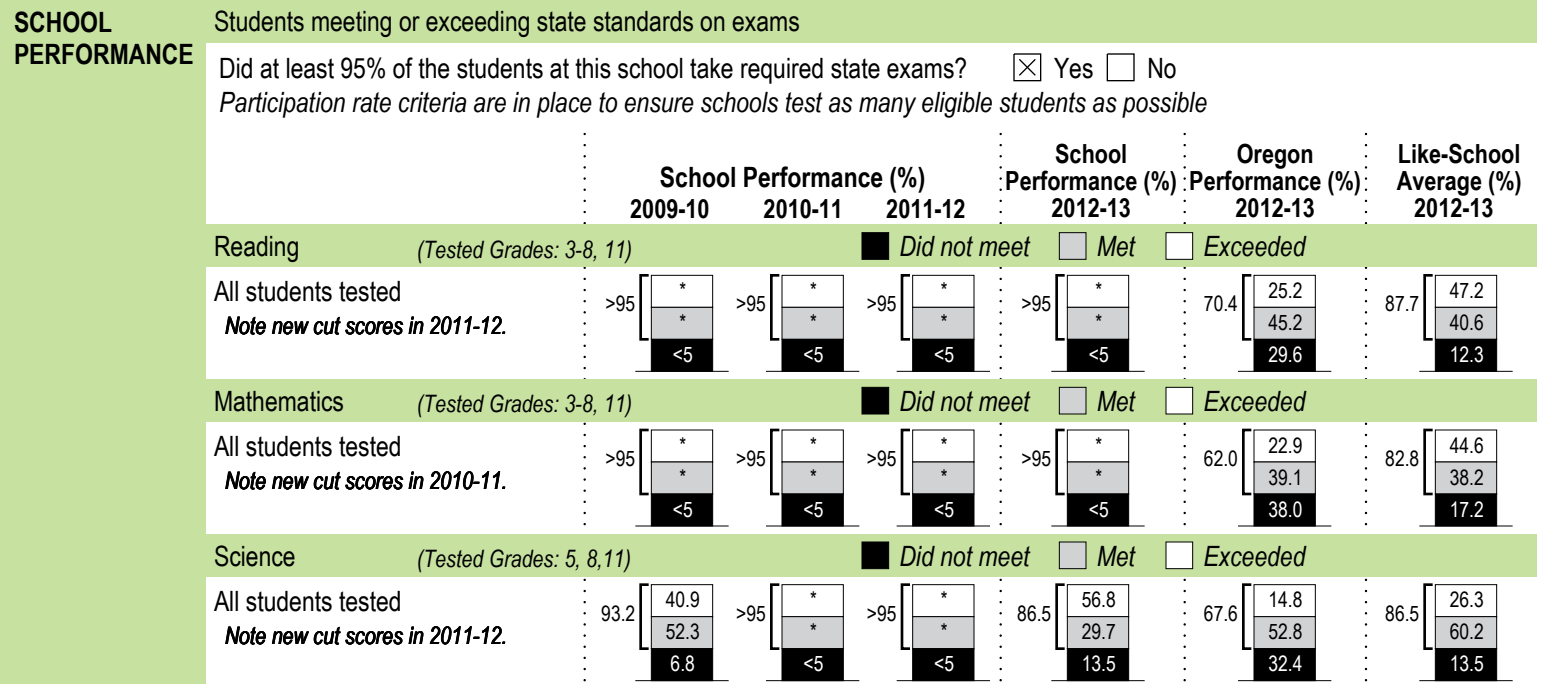 SCHOOL PERFORMANCE
Students meeting or exceeding state standards on exams
Did at least 95% of the students at this school take required state exams? ☒ Yes ☐ No
Participation rate criteria are in place to ensure schools test as many eligible students as possible
School Performance (%)
2009-10 2010-11 2011-12
School Performance (%) 2012-13
Oregon Performance (%) 2012-13
Like-School Average (%) 2012-13
Reading (Tested Grades: 3-8, 11) Did not meet Met Exceeded
All students tested
Note new cut scores in 2011-12.
>95 * * <5
>95 * * <5
>95 * * <5
>95 * * <5
70.4 25.2 45.2 29.6
87.7 47.2 40.6 12.3
Mathematics (Tested Grades: 3-8, 11) Did not meet Met Exceeded
All students tested
Note new cut scores in 2010-11.
>95 * * <5
>95 * * <5
>95 * * <5
>95 * * <5
62.0 22.9 39.1 38.0
82.8 44.6 38.2 17.2
Science (Tested Grades: 5, 8,11) Did not meet Met Exceeded
All students tested
Note new cut scores in 2011-12.
93.2 40.9 52.3 6.8
>95 * * <5
>95 * * <5
86.5 56.8 29.7 13.5
67.6 14.8 52.8 32.4
86.5 26.3 60.2 13.5